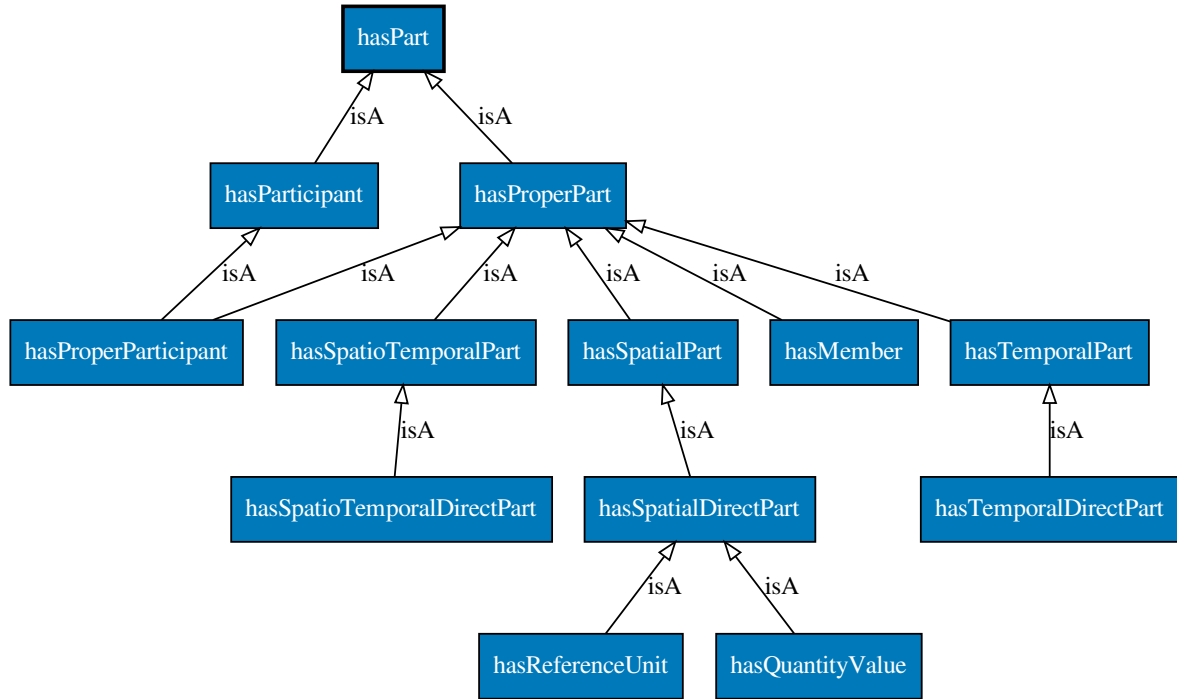 hasPart
isA
isA
hasParticipant
hasProperPart
isA
isA
isA
isA
isA
isA
hasProperParticipant
hasSpatioTemporalPart
hasSpatialPart
hasMember
hasTemporalPart
isA
isA
isA
hasSpatioTemporalDirectPart
hasSpatialDirectPart
hasTemporalDirectPart
isA
isA
hasReferenceUnit
hasQuantityValue